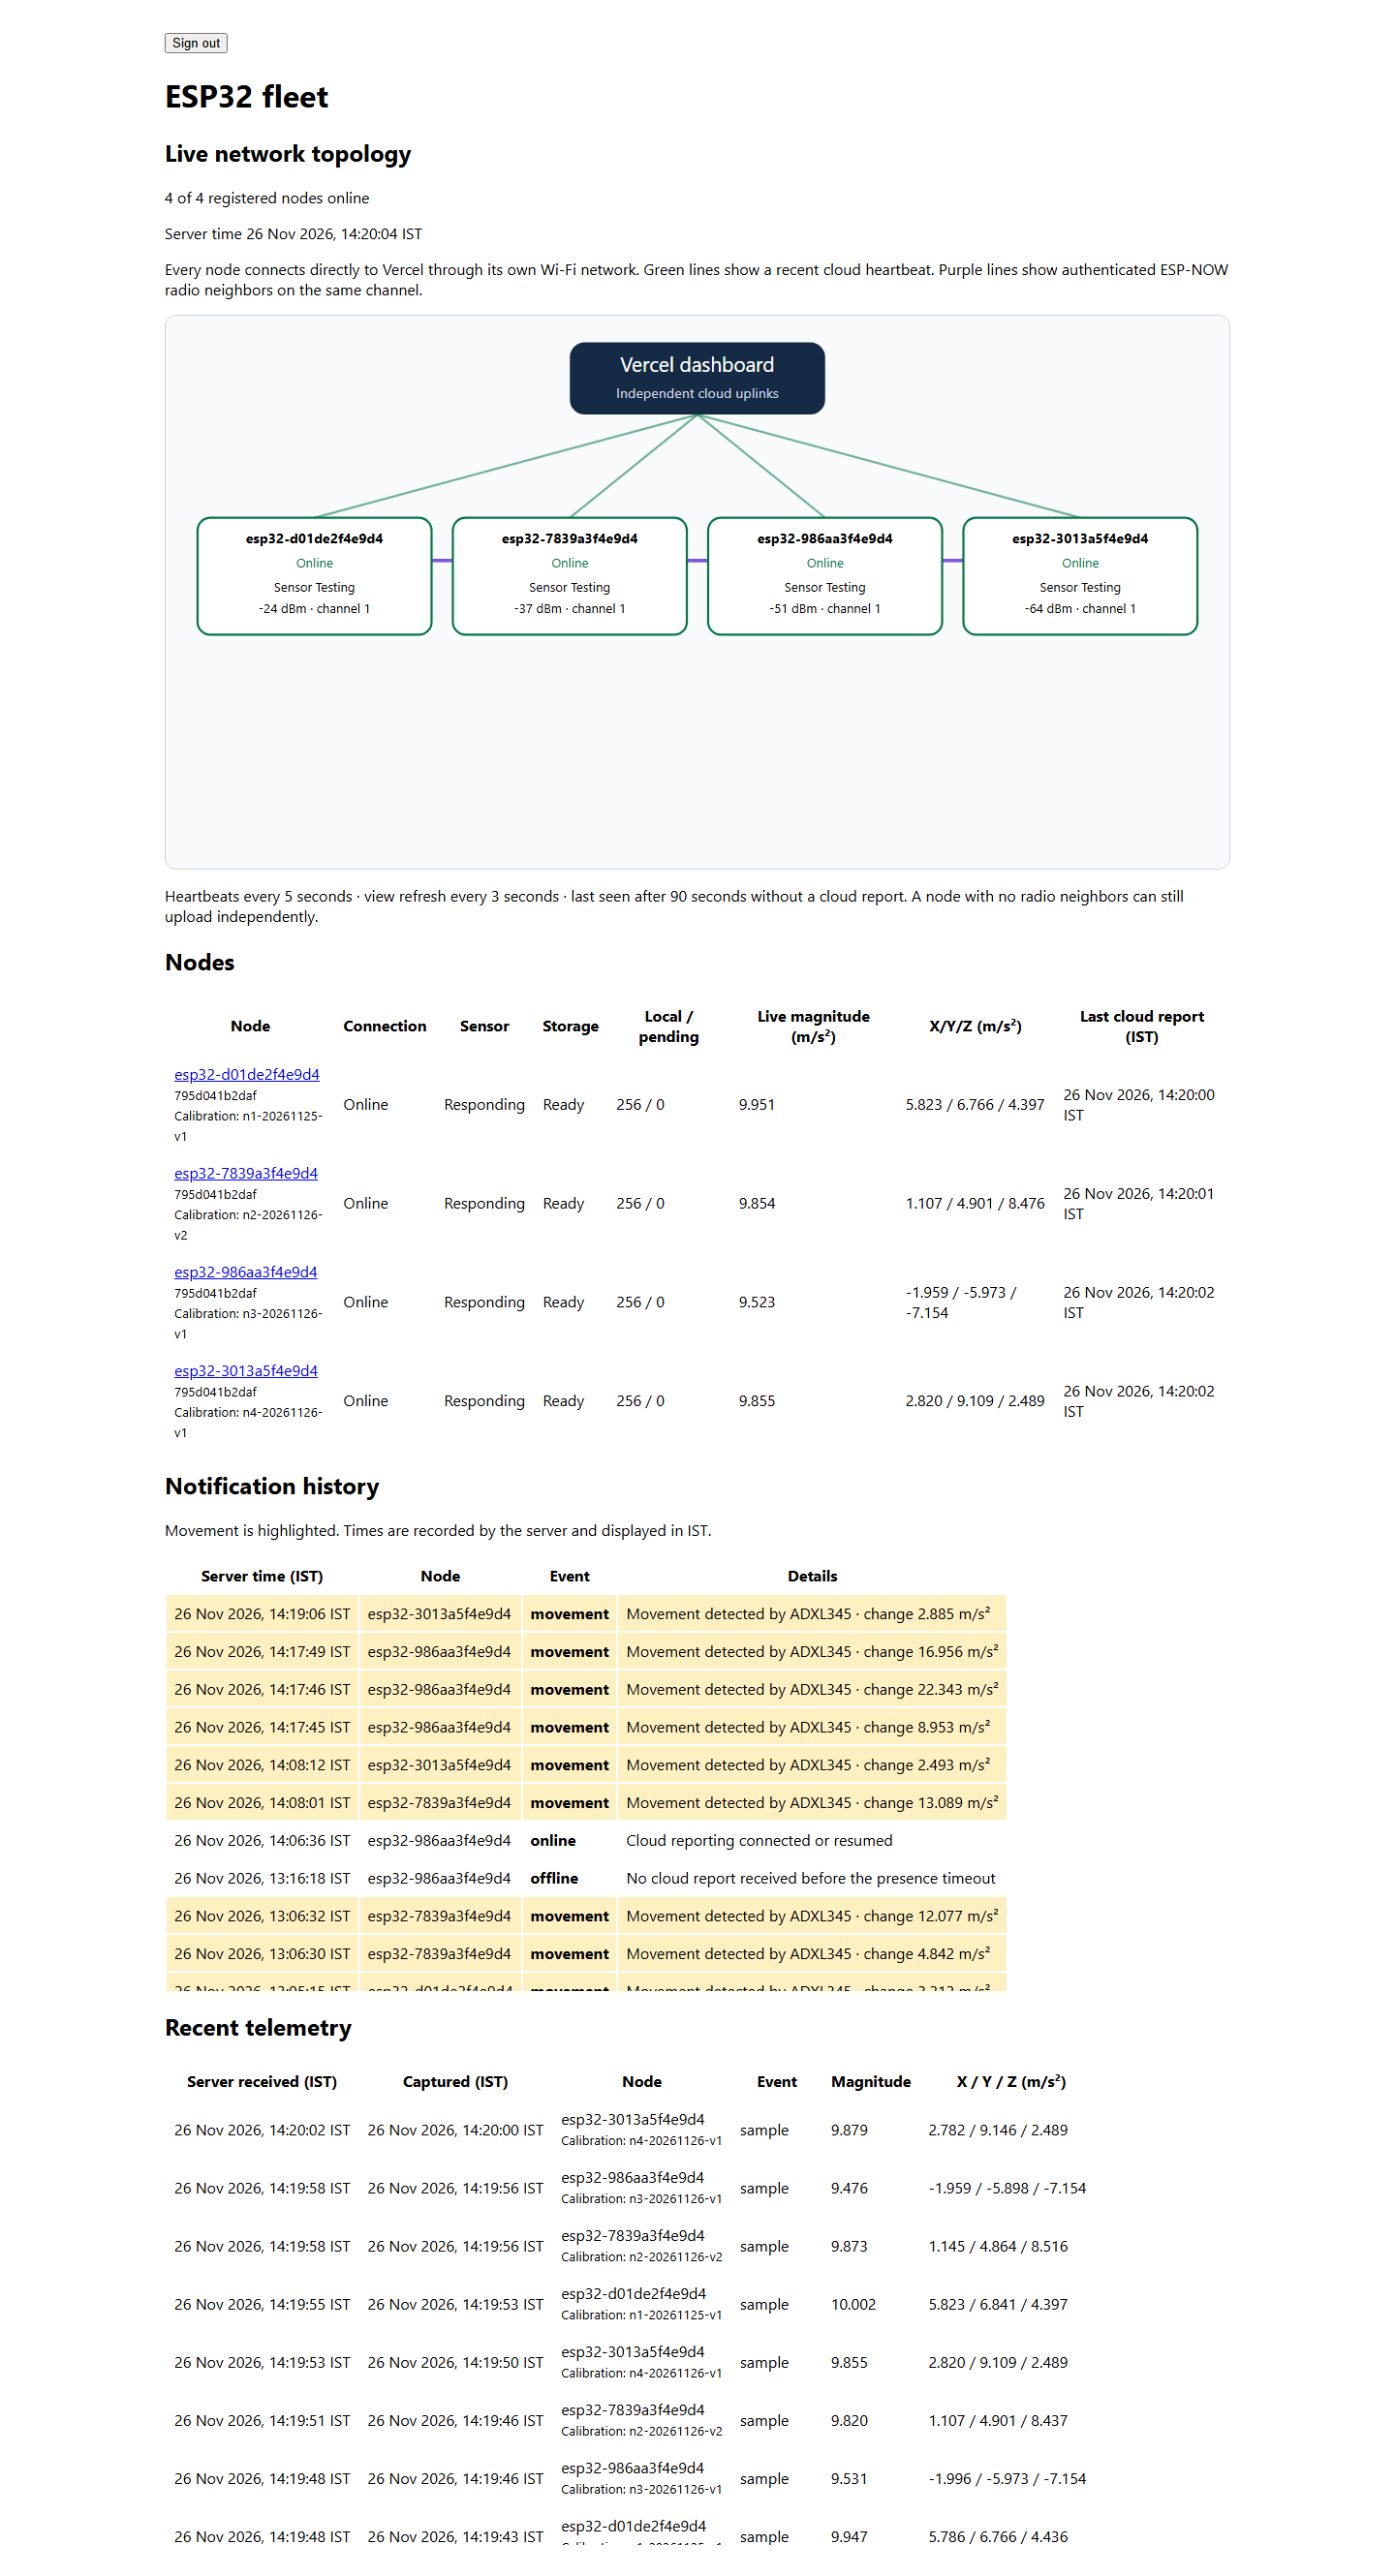 Sign out
ESP32 fleet
Live network topology
4 of 4 registered nodes online
Server time 26 Nov 2026, 14:20:04 IST
Every node connects directly to Vercel through its own Wi-Fi network. Green lines show a recent cloud heartbeat. Purple lines show authenticated ESP-NOW
radio neighbors on the same channel.
Vercel dashboard
Independent cloud uplinks
esp32-d01de2f4e9d4 esp32-7839a3f4e9d4 esp32-986aa3f4e9d4 esp32-3013a5f4e9d4
Online Online Online Online
Sensor Testing Sensor Testing Sensor Testing Sensor Testing
-24 dBm · channel 1 -37 dBm · channel 1 -51 dBm · channel 1 -64 dBm · channel 1
Heartbeats every 5 seconds · view refresh every 3 seconds · last seen after 90 seconds without a cloud report. A node with no radio neighbors can still
upload independently.
Nodes
Node Connection Sensor Storage Local / pending Live magnitude (m/s²) X/Y/Z (m/s²) Last cloud report (IST)
esp32-d01de2f4e9d4
795d041b2daf
Calibration: n1-20261125-
v1
Online Responding Ready 256 / 0 9.951 5.823 / 6.766 / 4.397 26 Nov 2026, 14:20:00 IST
esp32-7839a3f4e9d4
795d041b2daf
Calibration: n2-20261126-
v2
Online Responding Ready 256 / 0 9.854 1.107 / 4.901 / 8.476 26 Nov 2026, 14:20:01 IST
esp32-986aa3f4e9d4
795d041b2daf
Calibration: n3-20261126-
v1
Online Responding Ready 256 / 0 9.523 -1.959 / -5.973 / -7.154 26 Nov 2026, 14:20:02 IST
esp32-3013a5f4e9d4
795d041b2daf
Calibration: n4-20261126-
v1
Online Responding Ready 256 / 0 9.855 2.820 / 9.109 / 2.489 26 Nov 2026, 14:20:02 IST
Notification history
Movement is highlighted. Times are recorded by the server and displayed in IST.
Server time (IST) Node Event Details
26 Nov 2026, 14:19:06 IST esp32-3013a5f4e9d4 movement Movement detected by ADXL345 · change 2.885 m/s²
26 Nov 2026, 14:17:49 IST esp32-986aa3f4e9d4 movement Movement detected by ADXL345 · change 16.956 m/s²
26 Nov 2026, 14:17:46 IST esp32-986aa3f4e9d4 movement Movement detected by ADXL345 · change 22.343 m/s²
26 Nov 2026, 14:17:45 IST esp32-986aa3f4e9d4 movement Movement detected by ADXL345 · change 8.953 m/s²
26 Nov 2026, 14:08:12 IST esp32-3013a5f4e9d4 movement Movement detected by ADXL345 · change 2.493 m/s²
26 Nov 2026, 14:08:01 IST esp32-7839a3f4e9d4 movement Movement detected by ADXL345 · change 13.089 m/s²
26 Nov 2026, 14:06:36 IST esp32-986aa3f4e9d4 online Cloud reporting connected or resumed
26 Nov 2026, 13:16:18 IST esp32-986aa3f4e9d4 offline No cloud report received before the presence timeout
26 Nov 2026, 13:06:32 IST esp32-7839a3f4e9d4 movement Movement detected by ADXL345 · change 12.077 m/s²
26 Nov 2026, 13:06:30 IST esp32-7839a3f4e9d4 movement Movement detected by ADXL345 · change 4.842 m/s²
26 Nov 2026, 13:05:15 IST esp32-d01de2f4e9d4 movement Movement detected by ADXL345 · change m/s²
Recent telemetry
Server received (IST) Captured (IST) Node Event Magnitude X / Y / Z (m/s²)
26 Nov 2026, 14:20:02 IST 26 Nov 2026, 14:20:00 IST esp32-3013a5f4e9d4 sample 9.879 2.782 / 9.146 / 2.489
Calibration: n4-20261126-v1
26 Nov 2026, 14:19:58 IST 26 Nov 2026, 14:19:56 IST esp32-986aa3f4e9d4 sample 9.476 -1.959 / -5.898 / -7.154
Calibration: n3-20261126-v1
26 Nov 2026, 14:19:58 IST 26 Nov 2026, 14:19:56 IST esp32-7839a3f4e9d4 sample 9.873 1.145 / 4.864 / 8.516
Calibration: n2-20261126-v2
26 Nov 2026, 14:19:55 IST 26 Nov 2026, 14:19:53 IST esp32-d01de2f4e9d4 sample 10.002 5.823 / 6.841 / 4.397
Calibration: n1-20261125-v1
26 Nov 2026, 14:19:53 IST 26 Nov 2026, 14:19:50 IST esp32-3013a5f4e9d4 sample 9.855 2.820 / 9.109 / 2.489
Calibration: n4-20261126-v1
26 Nov 2026, 14:19:51 IST 26 Nov 2026, 14:19:46 IST esp32-7839a3f4e9d4 sample 9.820 1.107 / 4.901 / 8.437
Calibration: n2-20261126-v2
26 Nov 2026, 14:19:48 IST 26 Nov 2026, 14:19:46 IST esp32-986aa3f4e9d4 sample 9.531 -1.996 / -5.973 / -7.154
Calibration: n3-20261126-v1
26 Nov 2026, 14:19:48 IST 26 Nov 2026, 14:19:43 IST esp32-d01de2f4e9d4 sample 9.947 5.786 / 6.766 / 4.436